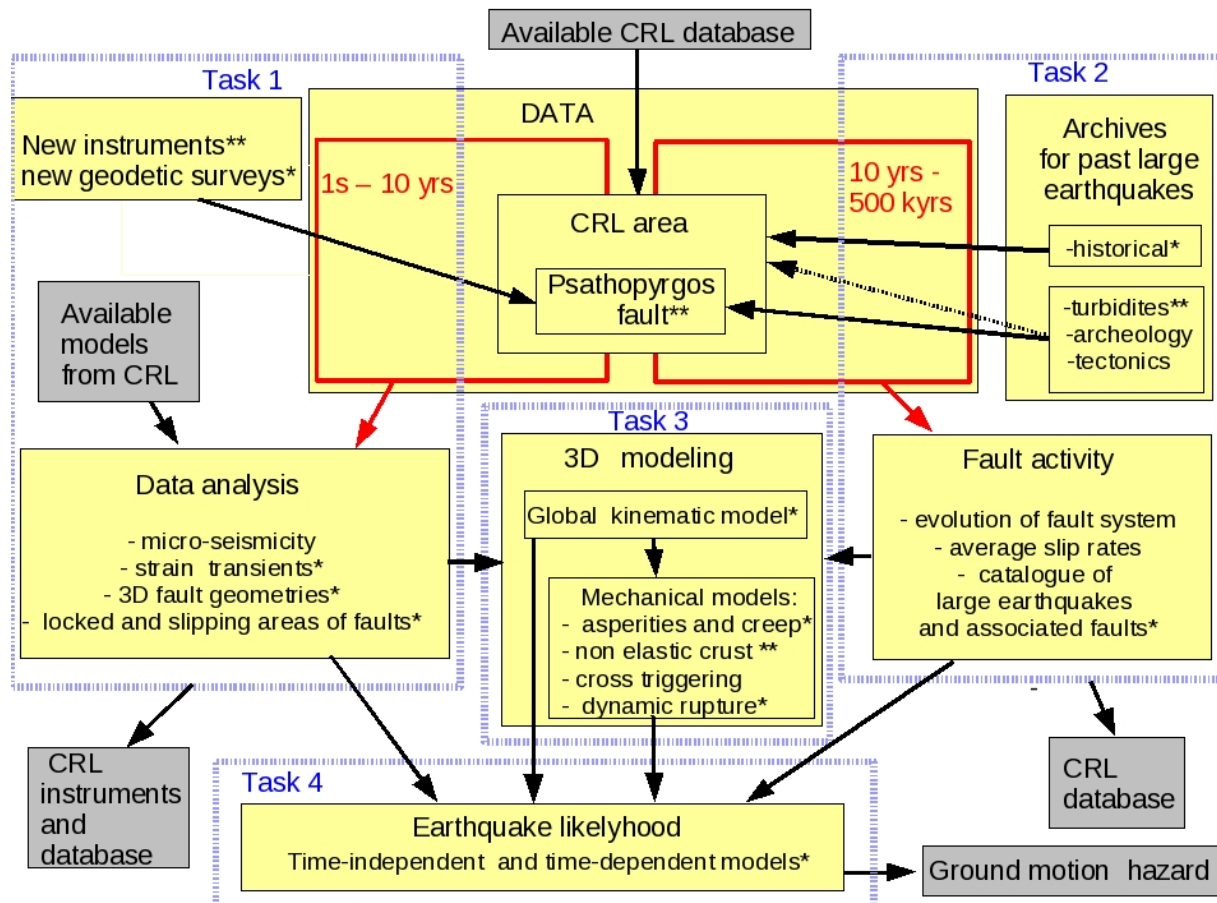 Available CRL database
Task 1
Task 2
DATA
New instruments**
new geodetic surveys*
1s – 10 yrs
10 yrs -
500 kyrs
Archives
for past large
earthquakes
CRL area
-historical*
Psathopyrgos
fault**
-turbidites**
-archeology
-tectonics
Available
models
from CRL
Task 3
Data analysis
- micro-seismicity
- strain transients*
- 3D fault geometries*
- locked and slipping areas of faults*
3D modeling
Global kinematic model*
Mechanical models:
- asperities and creep*
- non elastic crust **
- cross triggering
- dynamic rupture*
Fault activity
- evolution of fault system
- average slip rates
- catalogue of
large earthquakes
and associated faults*
-
CRL
instruments
and
database
Task 4
CRL
database
Earthquake likelyhood
Time-independent and time-dependent models*
Ground motion hazard